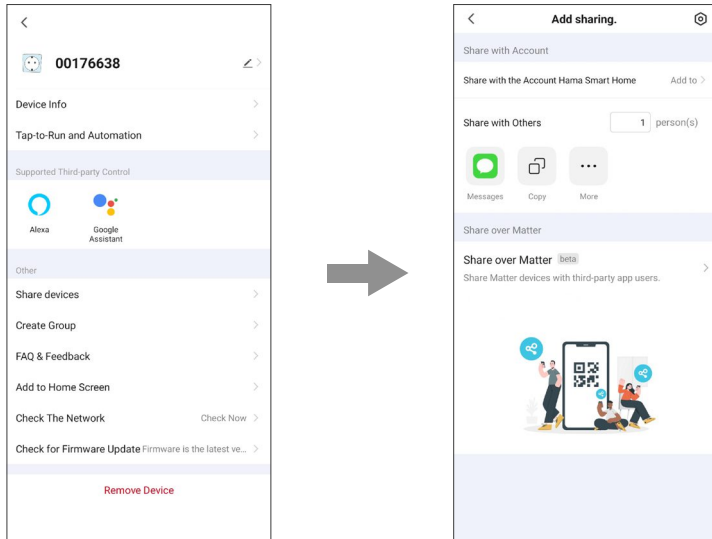 00176638
Device Info
Tap-to-Run and Automation
Supported Third-party Control
Alexa
Google
Assistant
Other
Share devices
Create Group
FAQ & Feedback
Add to Home Screen
Check The Network Check Now
Check for Firmware Update Firmware is the latest ve...
Remove Device
Add sharing.
Share with Account
Share with the Account Hama Smart Home Add to
Share with Others 1 person(s)
Messages Copy More
Share over Matter
Share over Matter beta
Share Matter devices with third-party app users.